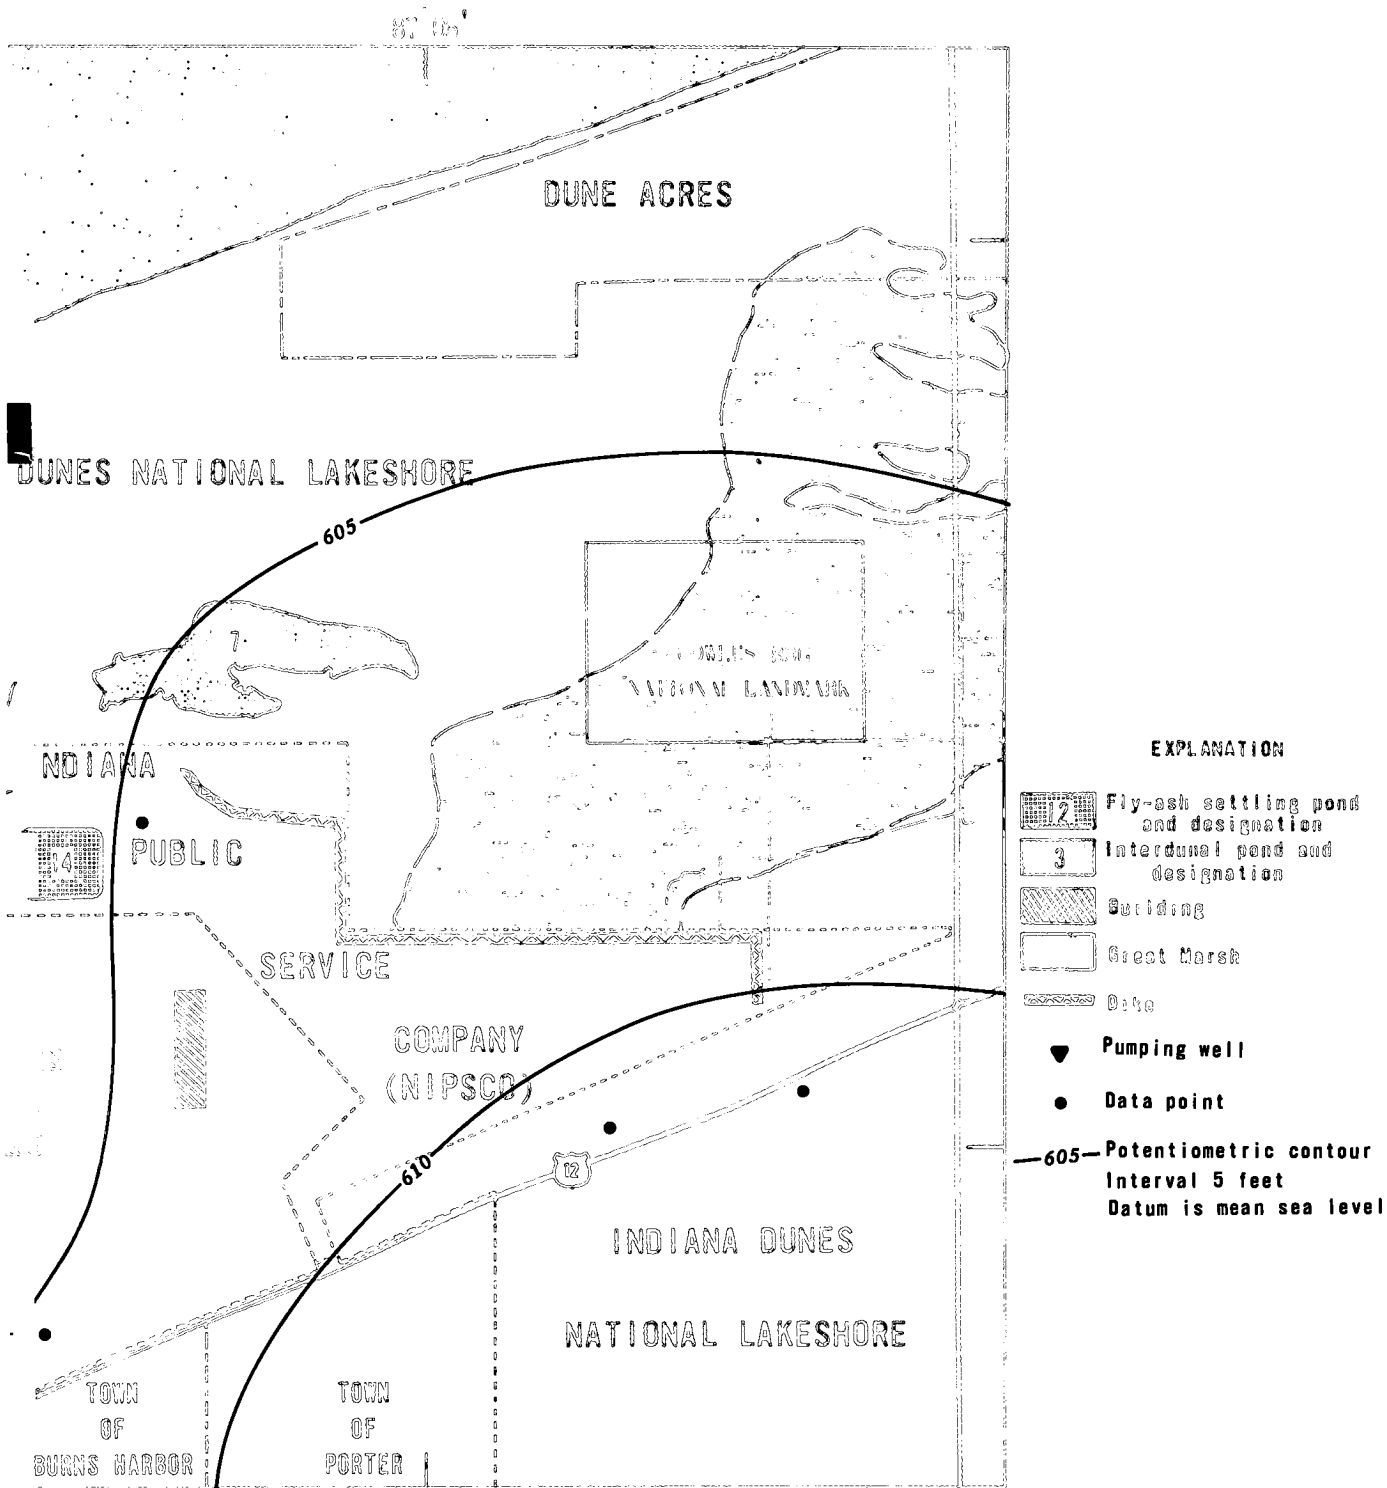 DUNE ACRES
DUNES NATIONAL LAKESHORE
605
7
NATIONAL LANDMARK
NDIANA
PUBLIC
14
SERVICE
COMPANY
(NIPSCO)
610
12
INDIANA DUNES
NATIONAL LAKESHORE
TOWN
OF
BURNS HARBOR
TOWN
OF
PORTER
EXPLANATION
12
Fly-ash settling pond
and designation
3
Interdunal pond and
designation
Building
Great Marsh
Dike
Pumping well
Data point
605
Potentiometric contour
Interval 5 feet
Datum is mean sea level